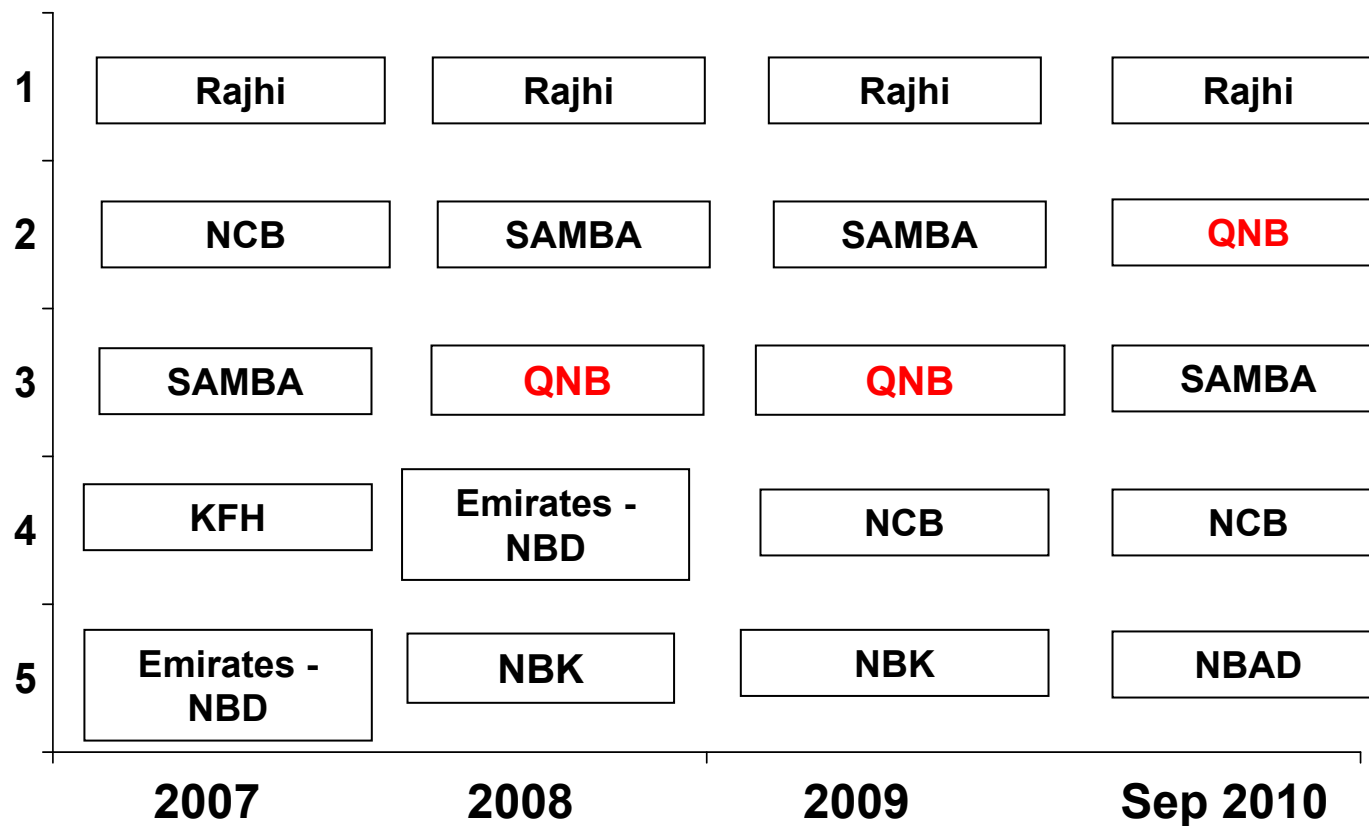 1 Rajhi Rajhi Rajhi Rajhi
2 NCB SAMBA SAMBA QNB
3 SAMBA QNB QNB SAMBA
4 KFH Emirates - NBD NCB NCB
5 Emirates - NBD NBK NBK NBAD
2007 2008 2009 Sep 2010